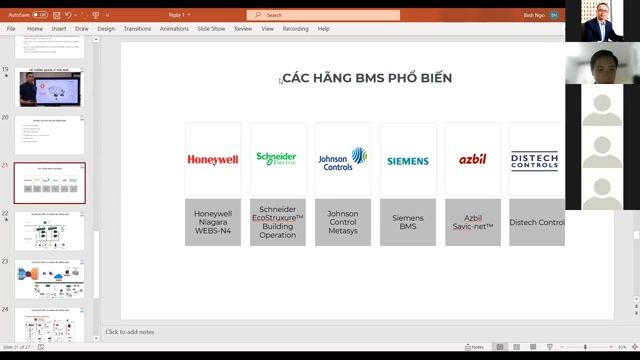 AutoSave Off
Ngày 1
Search
Binh Ngo
BN
File
Home
Insert
Draw
Design
Transitions
Animations
Slide Show
Review
View
Recording
Help
19
20
21
22
23
24
CÁC HÃNG BMS PHỔ BIẾN
Honeywell
Schneider
Electric
Johnson
Controls
SIEMENS
azbil
DISTECH
CONTROLS
Honeywell
Niagara
WEBS-N4
Schneider
EcoStruxure™
Building
Operation
Johnson
Control
Metasys
Siemens
BMS
Azbil
Savic-net™
Distech Control
Click to add notes
Slide 21 of 27
Notes